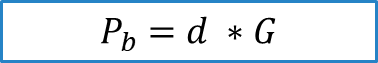 P_b = d * G